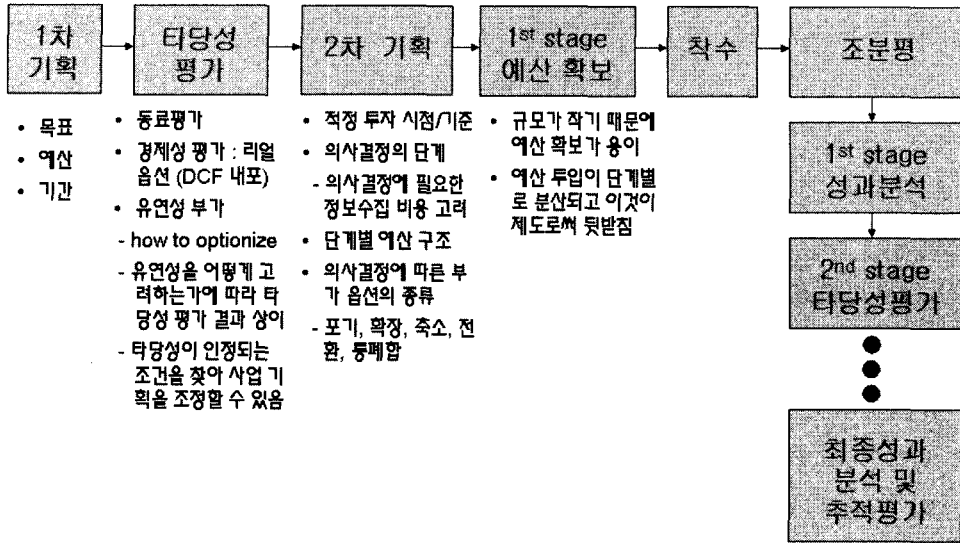 1차
기획
타당성
평가
2차 기획
1st stage
예산 확보
착수
조분평
• 목표
• 예산
• 기간
• 동료평가
• 경제성 평가 : 리얼
옵션 (DCF 내포)
• 유연성 부가
- how to optionize
- 유연성을 어떻게 고
려하는가에 따라 타
당성 평가 결과 상이
- 타당성이 인정되는
조건을 찾아 사업 기
획을 조정할 수 있음
• 적정 투자 시점/기준
• 의사결정의 단계
- 의사결정에 필요한
정보수집 비용 고려
• 단계별 예산 구조
• 의사결정에 따른 부
가 옵션의 종류
- 포기, 확장, 축소, 전
환, 통폐합
• 규모가 작기 때문에
예산 확보가 용이
• 예산 투입이 단계별
로 분산되고 이것이
제도로써 뒷받침
1st stage
성과분석
2nd stage
타당성평가
최종성과
분석 및
추적평가